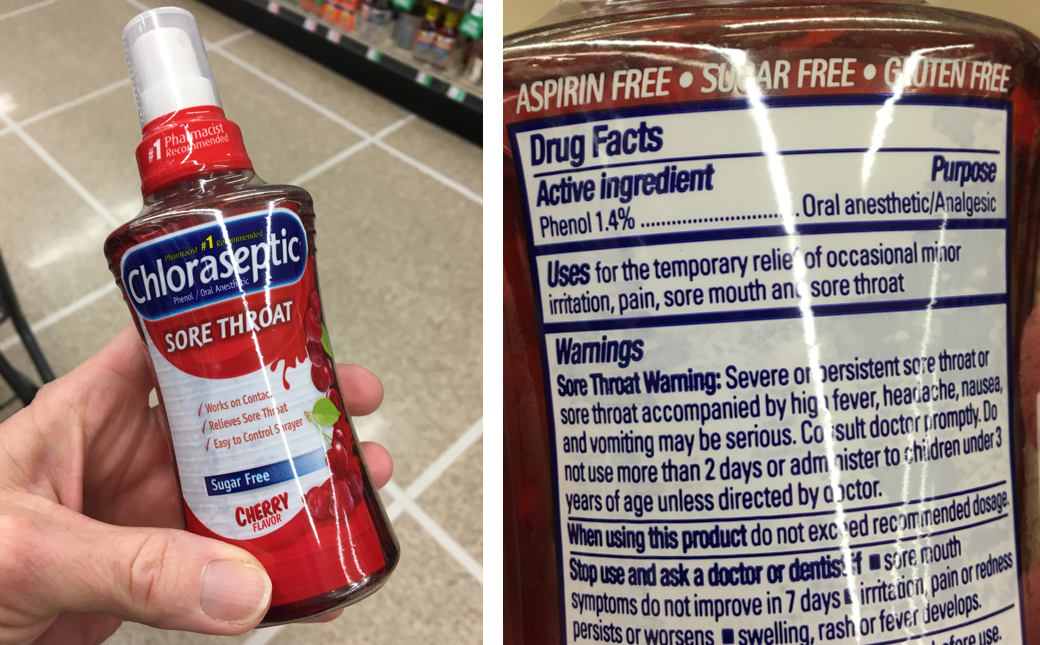 #1 Pharmacist
Recommended
Pharmacist #1 Recommended
Chloraseptic
Phenol / Oral Anesthetic
SORE THROAT
✓ Works on Contact
✓ Relieves Sore Throat
✓ Easy to Control Sprayer
Sugar Free
CHERRY
FLAVOR
ASPIRIN FREE • SUGAR FREE • GLUTEN FREE
Drug Facts
Active ingredient Purpose
Phenol 1.4% ............................ Oral anesthetic/Analgesic
Uses for the temporary relief of occasional minor
irritation, pain, sore mouth and sore throat
Warnings
Sore Throat Warning: Severe or persistent sore throat or
sore throat accompanied by high fever, headache, nausea,
and vomiting may be serious. Consult doctor promptly. Do
not use more than 2 days or administer to children under 3
years of age unless directed by doctor.
When using this product do not exceed recommended dosage.
Stop use and ask a doctor or dentist if ■ sore mouth
symptoms do not improve in 7 days ■ irritation, pain or redness
persists or worsens ■ swelling, rash or fever develops.
before use.